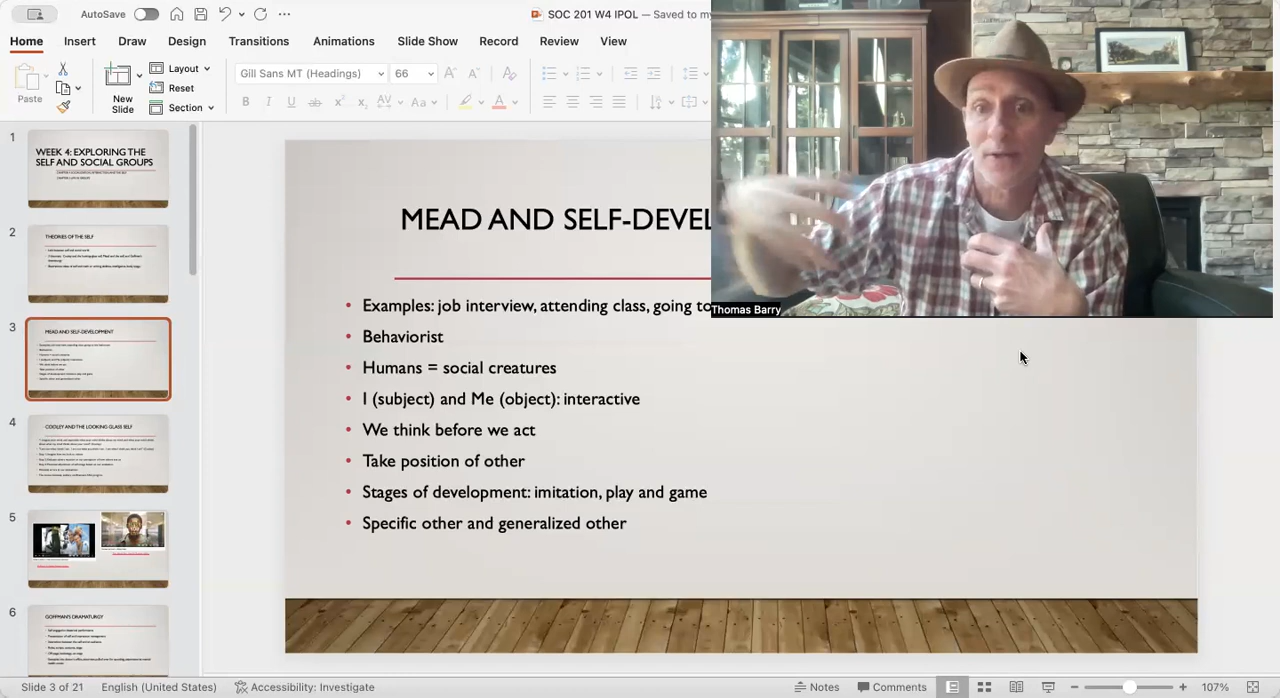 AutoSave
SOC 201 W4 IPOL — Saved to my
Home Insert Draw Design Transitions Animations Slide Show Record Review View
Paste
New
Slide
Layout
Reset
Section
Gill Sans MT (Headings) 66
B I U ab x² x₂ AV Aa A
1
WEEK 4: EXPLORING THE
SELF AND SOCIAL GROUPS
2
THEORIES OF THE SELF
3
MEAD AND SELF-DEVELOPMENT
4
COOLEY AND THE LOOKING GLASS SELF
5
6
GOFFMAN'S DRAMATURGY
MEAD AND SELF-DEVEL
• Examples: job interview, attending class, going to
• Behaviorist
• Humans = social creatures
• I (subject) and Me (object): interactive
• We think before we act
• Take position of other
• Stages of development: imitation, play and game
• Specific other and generalized other
Thomas Barry
Slide 3 of 21 English (United States) Accessibility: Investigate Notes Comments 107%